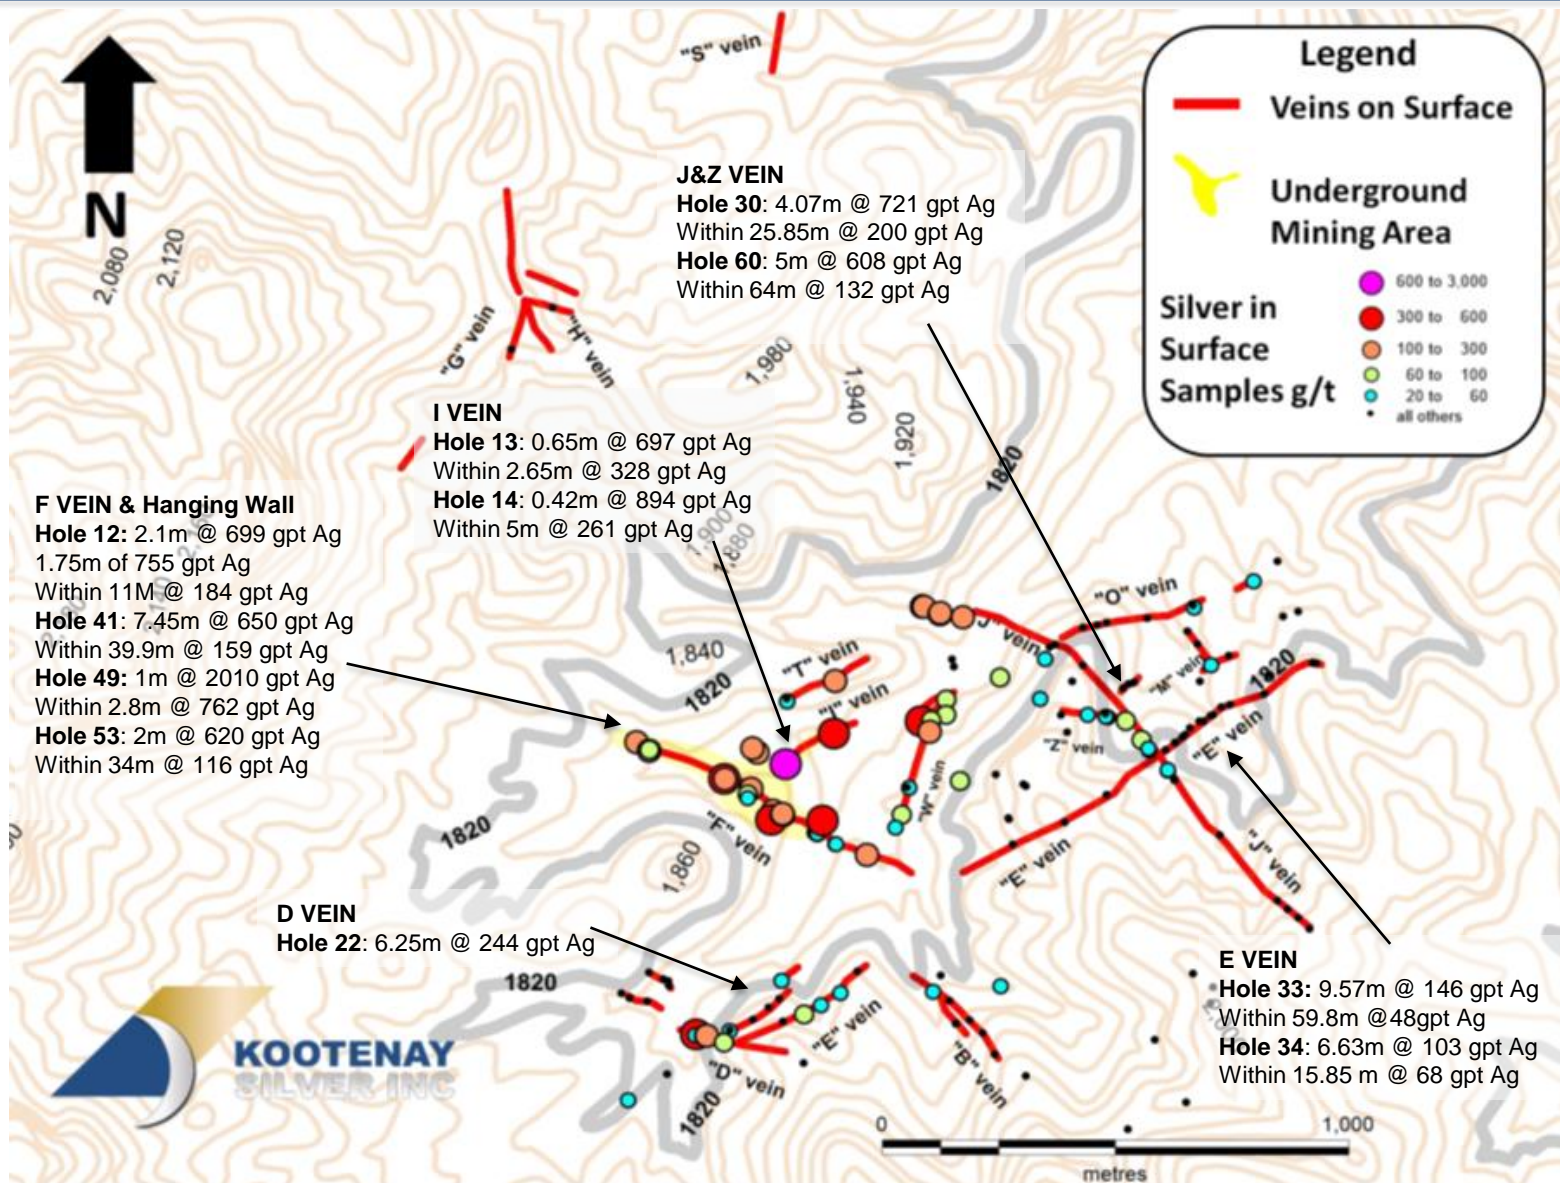 "S" vein
Legend
Veins on Surface
Underground
Mining Area
Silver in
Surface
Samples g/t
600 to 3,000
300 to 600
100 to 300
60 to 100
20 to 60
all others
N
2,080
2,120
J&Z VEIN
Hole 30: 4.07m @ 721 gpt Ag
Within 25.85m @ 200 gpt Ag
Hole 60: 5m @ 608 gpt Ag
Within 64m @ 132 gpt Ag
"G" vein
"H" vein
1,980
1,940
1,920
1820
I VEIN
Hole 13: 0.65m @ 697 gpt Ag
Within 2.65m @ 328 gpt Ag
Hole 14: 0.42m @ 894 gpt Ag
Within 5m @ 261 gpt Ag
1,900
1,880
F VEIN & Hanging Wall
Hole 12: 2.1m @ 699 gpt Ag
1.75m of 755 gpt Ag
Within 11M @ 184 gpt Ag
Hole 41: 7.45m @ 650 gpt Ag
Within 39.9m @ 159 gpt Ag
Hole 49: 1m @ 2010 gpt Ag
Within 2.8m @ 762 gpt Ag
Hole 53: 2m @ 620 gpt Ag
Within 34m @ 116 gpt Ag
"O" vein
"J" vein
"M" vein
1820
1,840
1820
"T" vein
"I" vein
"Z" vein
"E" vein
"W" vein
"F" vein
1820
1,860
"E" vein
"J" vein
D VEIN
Hole 22: 6.25m @ 244 gpt Ag
1820
"E" vein
"D" vein
"B" vein
1820
E VEIN
Hole 33: 9.57m @ 146 gpt Ag
Within 59.8m @48gpt Ag
Hole 34: 6.63m @ 103 gpt Ag
Within 15.85 m @ 68 gpt Ag
KOOTENAY
SILVER INC
0 1,000
metres